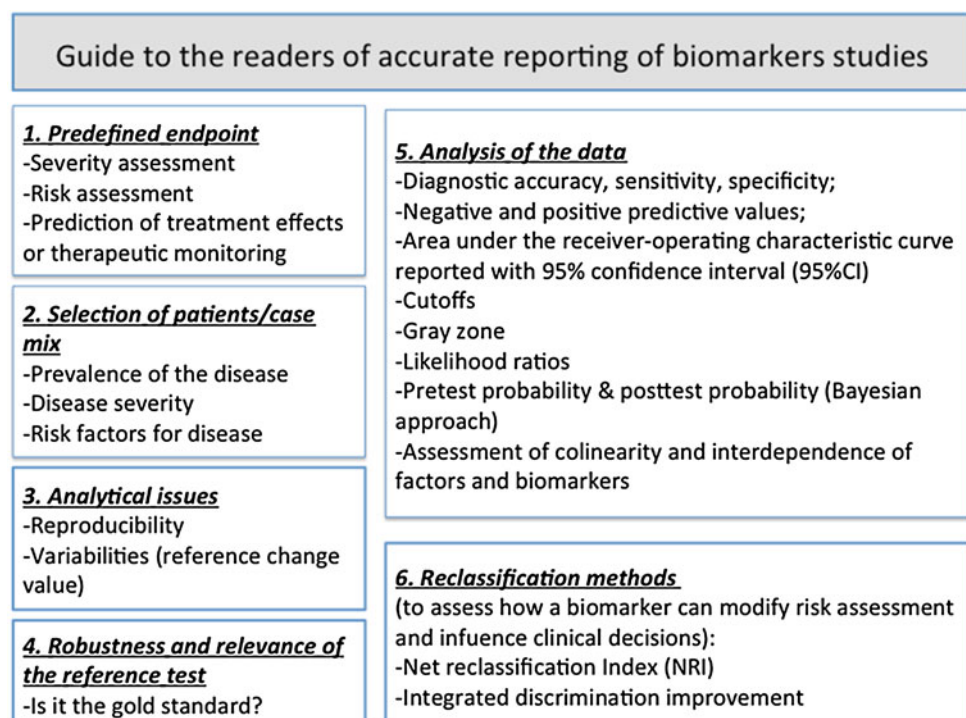 Guide to the readers of accurate reporting of biomarkers studies
1. Predefined endpoint
-Severity assessment
-Risk assessment
-Prediction of treatment effects
or therapeutic monitoring
2. Selection of patients/case
mix
-Prevalence of the disease
-Disease severity
-Risk factors for disease
3. Analytical issues
-Reproducibility
-Variabilities (reference change
value)
4. Robustness and relevance of
the reference test
-Is it the gold standard?
5. Analysis of the data
-Diagnostic accuracy, sensitivity, specificity;
-Negative and positive predictive values;
-Area under the receiver-operating characteristic curve
reported with 95% confidence interval (95%CI)
-Cutoffs
-Gray zone
-Likelihood ratios
-Pretest probability & posttest probability (Bayesian
approach)
-Assessment of colinearity and interdependence of
factors and biomarkers
6. Reclassification methods
(to assess how a biomarker can modify risk assessment
and infuence clinical decisions):
-Net reclassification Index (NRI)
-Integrated discrimination improvement